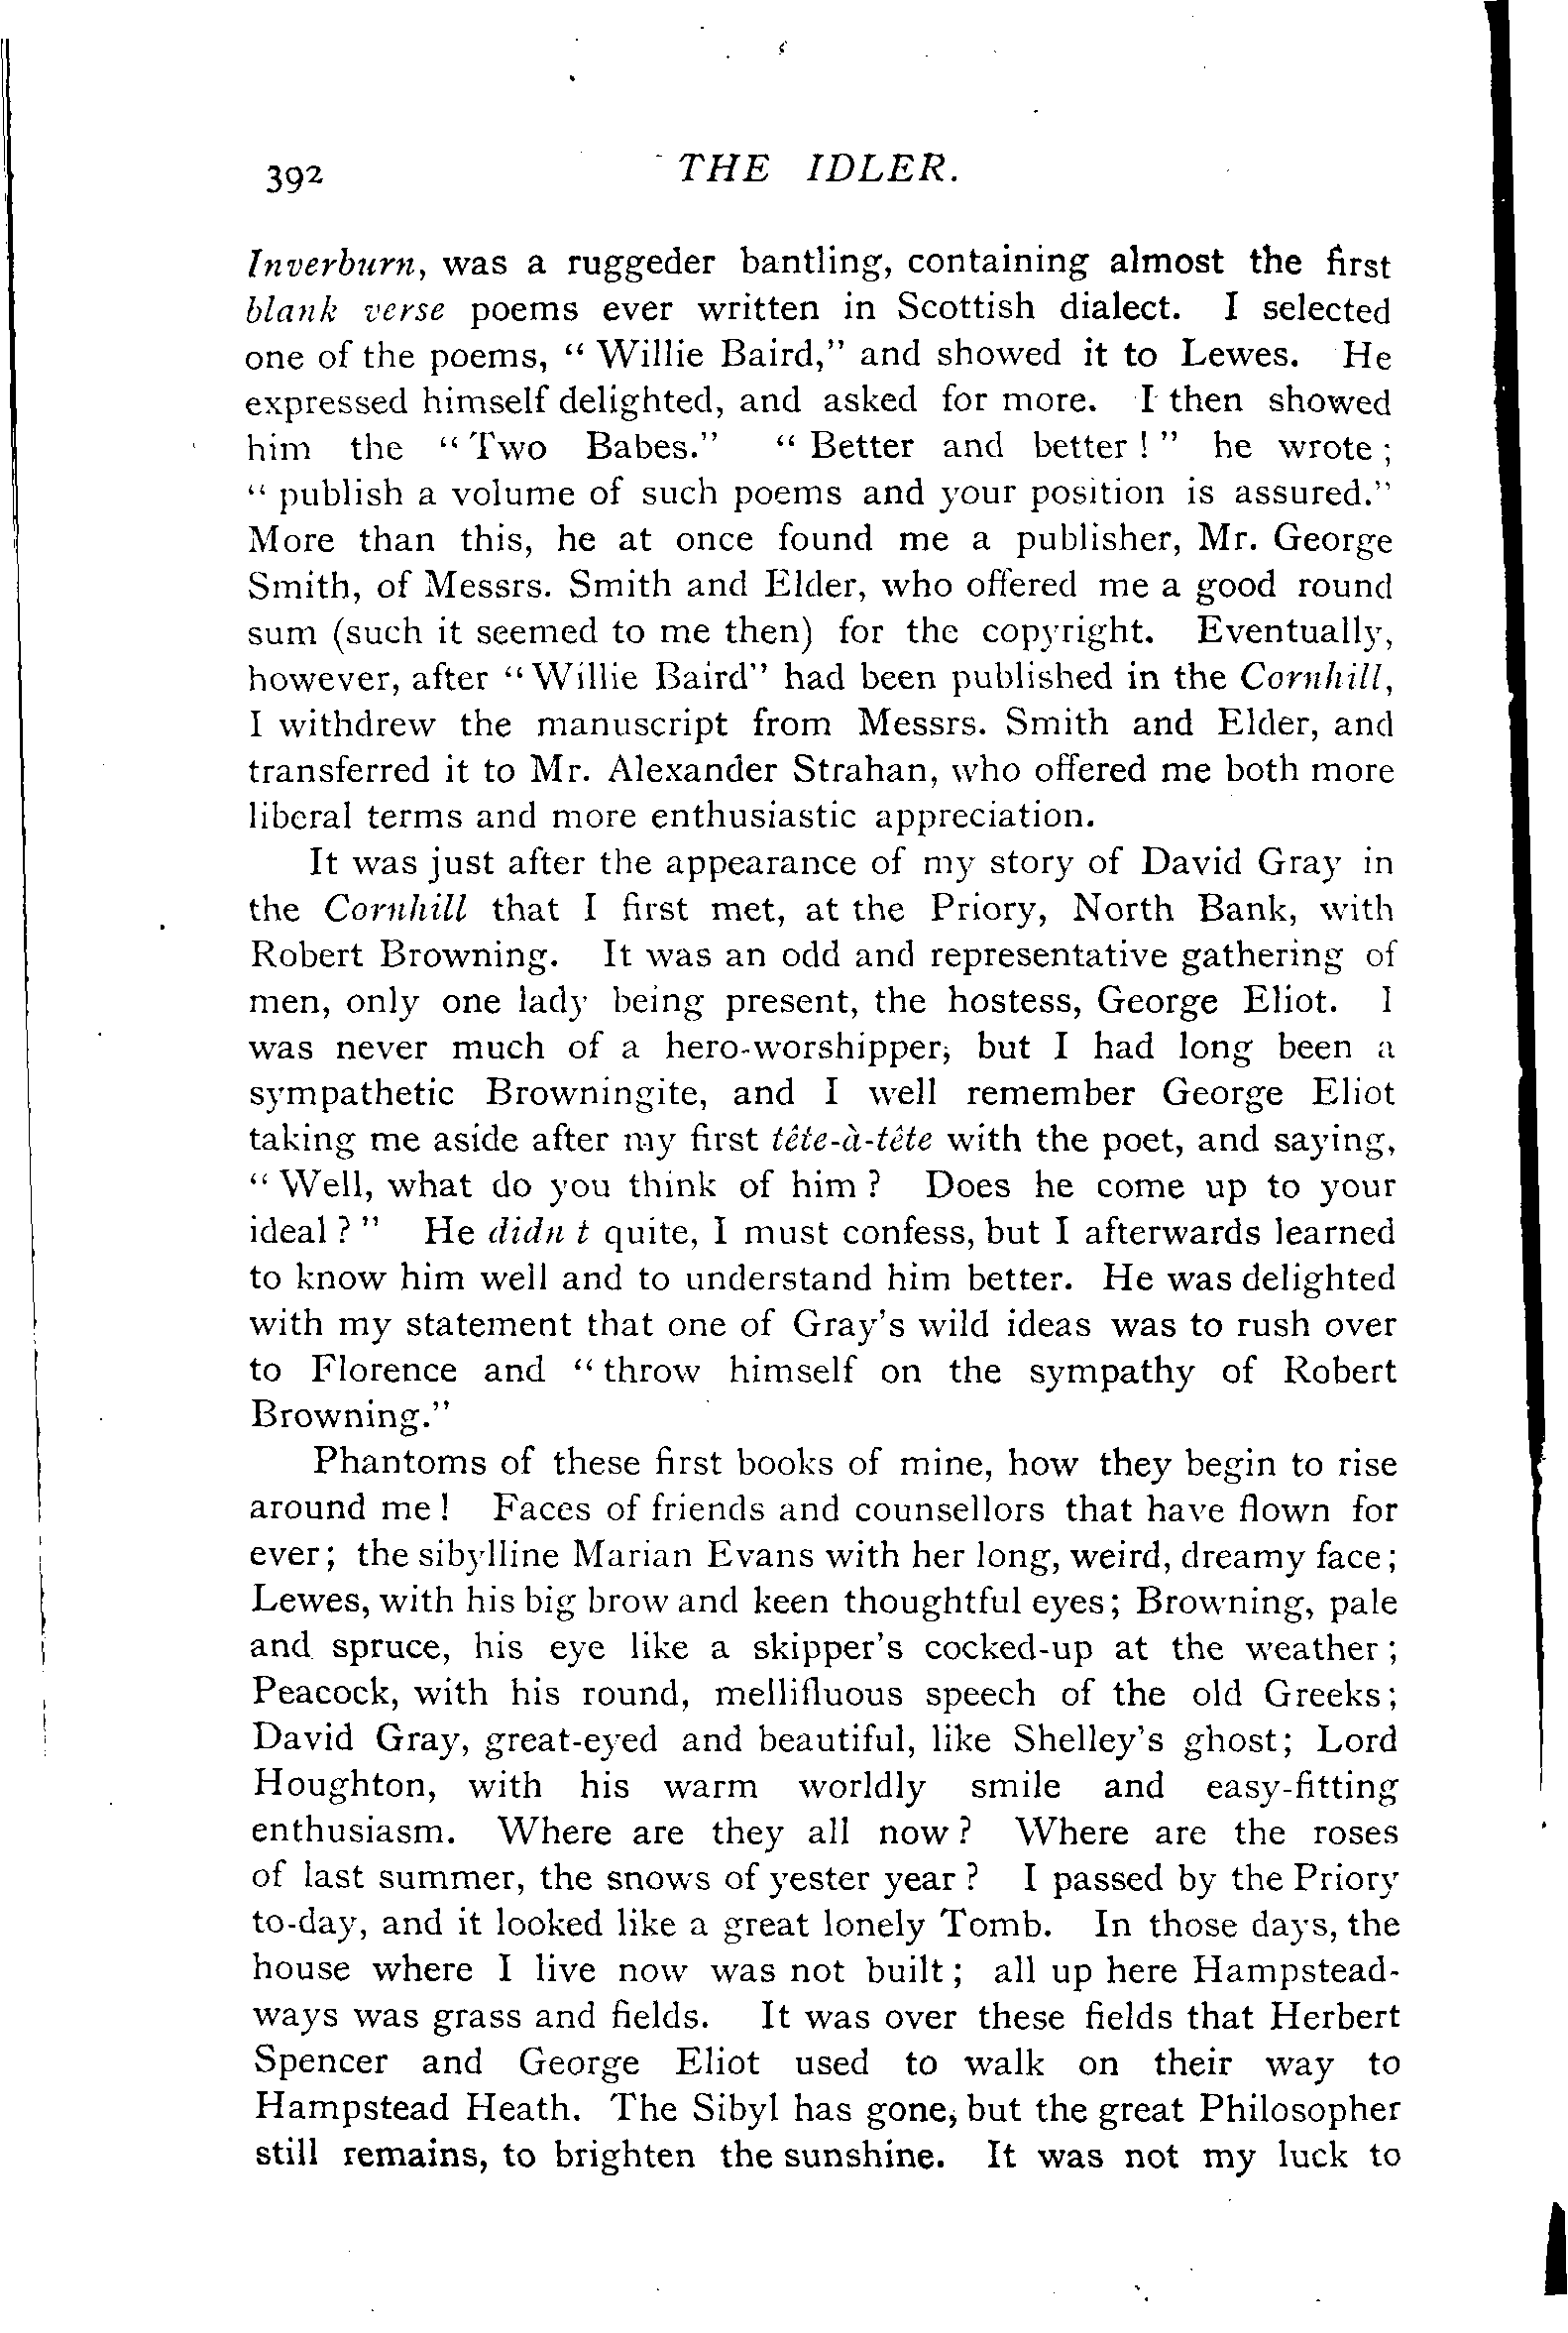 392 THE IDLER.
Inverburn, was a ruggeder bantling, containing almost the first
blank verse poems ever written in Scottish dialect. I selected
one of the poems, “ Willie Baird,” and showed it to Lewes. He
expressed himself delighted, and asked for more. I then showed
him the “ Two Babes.” “ Better and better ! ” he wrote ;
“ publish a volume of such poems and your position is assured.”
More than this, he at once found me a publisher, Mr. George
Smith, of Messrs. Smith and Elder, who offered me a good round
sum (such it seemed to me then) for the copyright. Eventually,
however, after “ Willie Baird” had been published in the Cornhill,
I withdrew the manuscript from Messrs. Smith and Elder, and
transferred it to Mr. Alexander Strahan, who offered me both more
liberal terms and more enthusiastic appreciation.
It was just after the appearance of my story of David Gray in
the Cornhill that I first met, at the Priory, North Bank, with
Robert Browning. It was an odd and representative gathering of
men, only one lady being present, the hostess, George Eliot. I
was never much of a hero-worshipper; but I had long been a
sympathetic Browningite, and I well remember George Eliot
taking me aside after my first tête-à-tête with the poet, and saying,
“ Well, what do you think of him ? Does he come up to your
ideal ? ” He didn t quite, I must confess, but I afterwards learned
to know him well and to understand him better. He was delighted
with my statement that one of Gray’s wild ideas was to rush over
to Florence and “ throw himself on the sympathy of Robert
Browning.”
Phantoms of these first books of mine, how they begin to rise
around me ! Faces of friends and counsellors that have flown for
ever ; the sibylline Marian Evans with her long, weird, dreamy face ;
Lewes, with his big brow and keen thoughtful eyes ; Browning, pale
and spruce, his eye like a skipper’s cocked-up at the weather ;
Peacock, with his round, mellifluous speech of the old Greeks ;
David Gray, great-eyed and beautiful, like Shelley’s ghost ; Lord
Houghton, with his warm worldly smile and easy-fitting
enthusiasm. Where are they all now ? Where are the roses
of last summer, the snows of yester year ? I passed by the Priory
to-day, and it looked like a great lonely Tomb. In those days, the
house where I live now was not built ; all up here Hampstead-
ways was grass and fields. It was over these fields that Herbert
Spencer and George Eliot used to walk on their way to
Hampstead Heath. The Sibyl has gone, but the great Philosopher
still remains, to brighten the sunshine. It was not my luck to